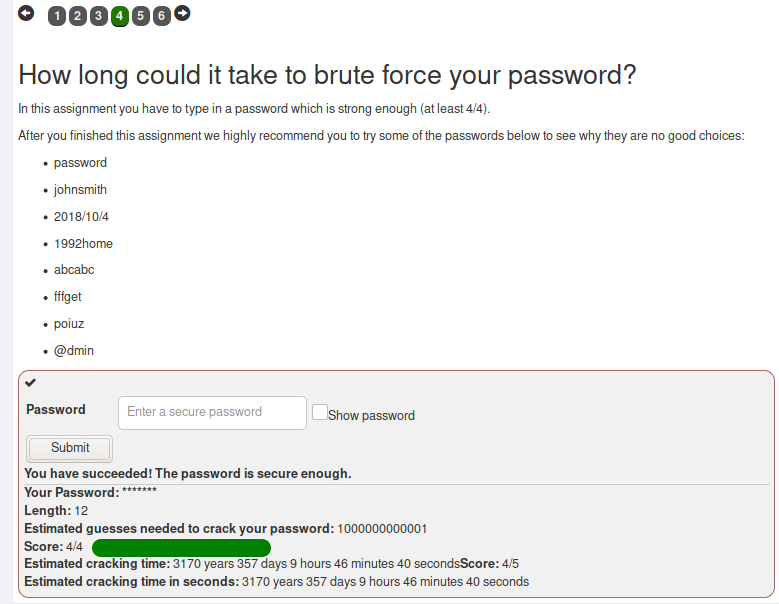 1 2 3 4 5 6
How long could it take to brute force your password?
In this assignment you have to type in a password which is strong enough (at least 4/4).
After you finished this assignment we highly recommend you to try some of the passwords below to see why they are no good choices:
• password
• johnsmith
• 2018/10/4
• 1992home
• abcabc
• fffget
• poiuz
• @dmin
Password Enter a secure password Show password
Submit
You have succeeded! The password is secure enough.
Your Password: *******
Length: 12
Estimated guesses needed to crack your password: 1000000000001
Score: 4/4
Estimated cracking time: 3170 years 357 days 9 hours 46 minutes 40 secondsScore: 4/5
Estimated cracking time in seconds: 3170 years 357 days 9 hours 46 minutes 40 seconds